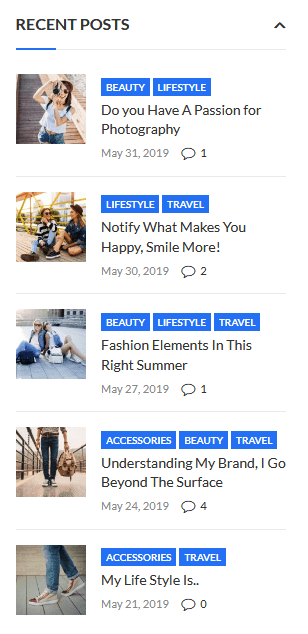 RECENT POSTS
BEAUTY LIFESTYLE
Do you Have A Passion for
Photography
May 31, 2019 1
LIFESTYLE TRAVEL
Notify What Makes You
Happy, Smile More!
May 30, 2019 2
BEAUTY LIFESTYLE TRAVEL
Fashion Elements In This
Right Summer
May 27, 2019 1
ACCESSORIES BEAUTY TRAVEL
Understanding My Brand, I Go
Beyond The Surface
May 24, 2019 4
ACCESSORIES TRAVEL
My Life Style Is..
May 21, 2019 0